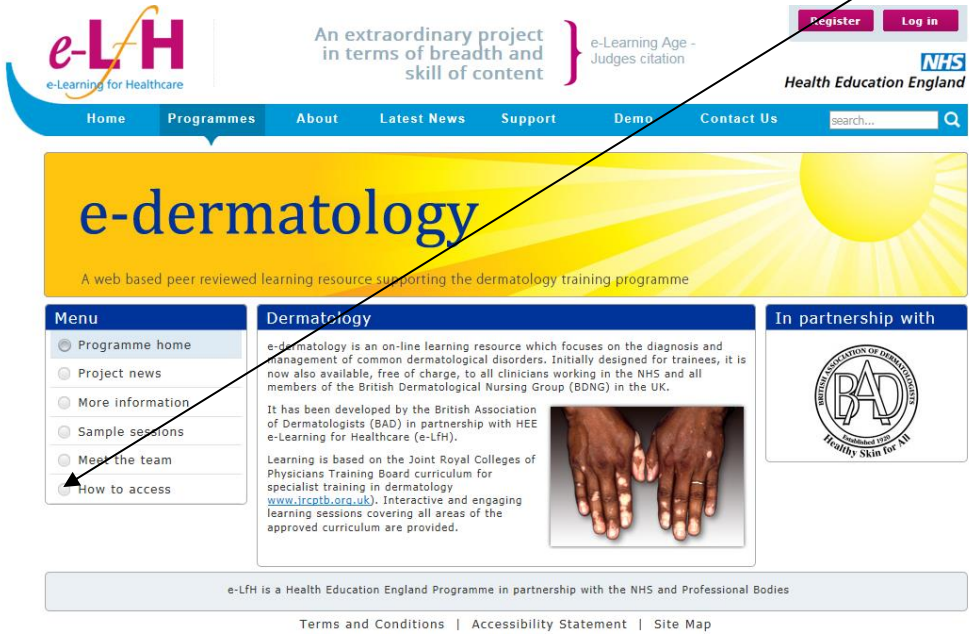 e-LfH
e-Learning for Healthcare
An extraordinary project
in terms of breadth and
skill of content
e-Learning Age -
Judges citation
Register
Log in
NHS
Health Education England
Home
Programmes
About
Latest News
Support
Demo
Contact Us
search...
e-dermatology
A web based peer reviewed learning resource supporting the dermatology training programme
Menu
Programme home
Project news
More information
Sample sessions
Meet the team
How to access
Dermatology
e-dermatology is an on-line learning resource which focuses on the diagnosis and
management of common dermatological disorders. Initially designed for trainees, it is
now also available, free of charge, to all clinicians working in the NHS and all
members of the British Dermatological Nursing Group (BDNG) in the UK.
It has been developed by the British Association
of Dermatologists (BAD) in partnership with HEE
e-Learning for Healthcare (e-LfH).
Learning is based on the Joint Royal Colleges of
Physicians Training Board curriculum for
specialist training in dermatology
www.jrcptb.org.uk). Interactive and engaging
learning sessions covering all areas of the
approved curriculum are provided.
In partnership with
BRITISH ASSOCIATION OF DERMATOLOGISTS
BAD
Established 1920
Healthy Skin for All
e-LfH is a Health Education England Programme in partnership with the NHS and Professional Bodies
Terms and Conditions | Accessibility Statement | Site Map